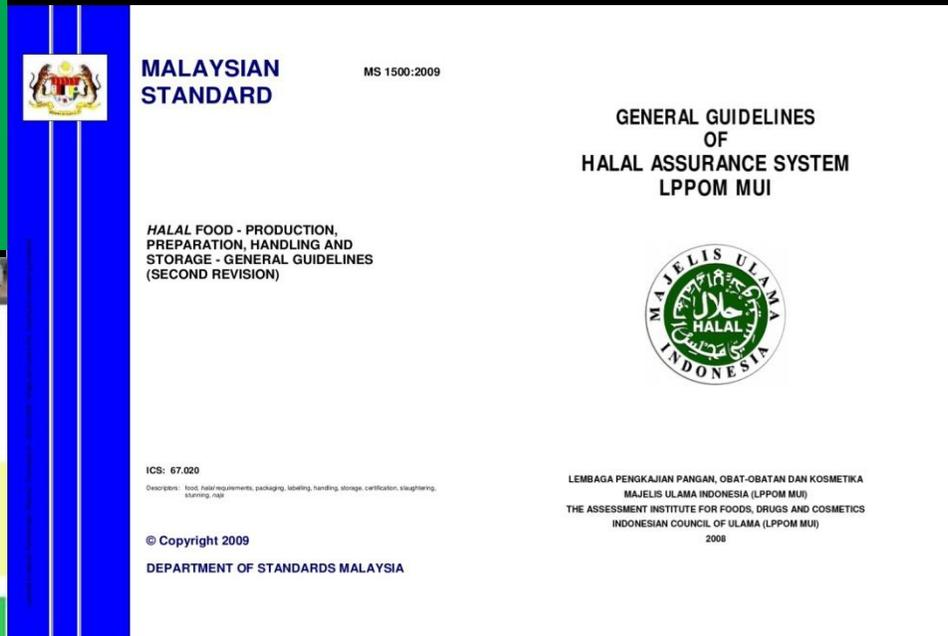 MALAYSIAN
STANDARD
MS 1500:2009
HALAL FOOD - PRODUCTION,
PREPARATION, HANDLING AND
STORAGE - GENERAL GUIDELINES
(SECOND REVISION)
ICS: 67.020
Descriptors: food, halal requirements, packaging, labelling, handling, storage, certification, slaughtering,
stunning, najs
© Copyright 2009
DEPARTMENT OF STANDARDS MALAYSIA
GENERAL GUIDELINES
OF
HALAL ASSURANCE SYSTEM
LPPOM MUI
MAJELIS ULAMA
حلال
HALAL
INDONESIA
LEMBAGA PENGKAJIAN PANGAN, OBAT-OBATAN DAN KOSMETIKA
MAJELIS ULAMA INDONESIA (LPPOM MUI)
THE ASSESSMENT INSTITUTE FOR FOODS, DRUGS AND COSMETICS
INDONESIAN COUNCIL OF ULAMA (LPPOM MUI)
2008